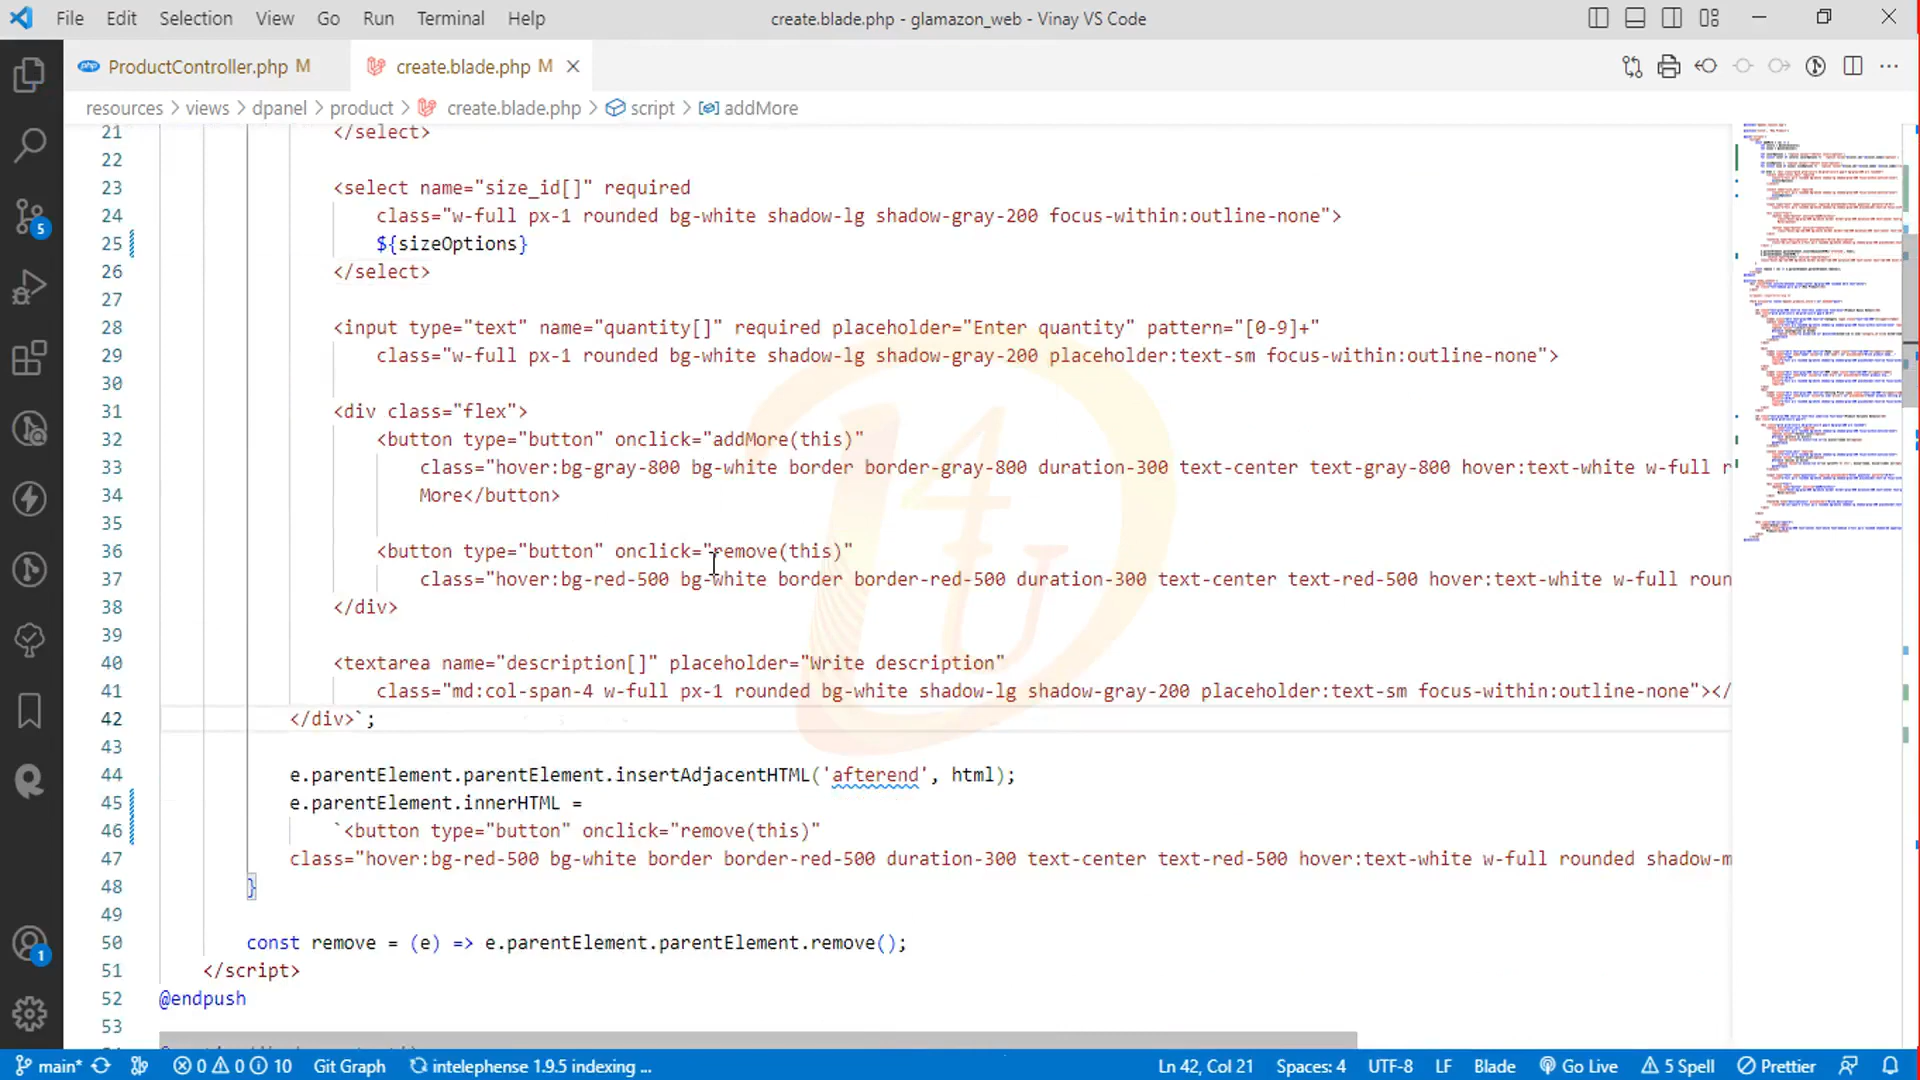 File Edit Selection View Go Run Terminal Help create.blade.php - glamazon_web - Vinay VS Code
ProductController.php M create.blade.php M
resources > views > dpanel > product > create.blade.php > script > addMore
21 </select>
22
23 <select name="size_id[]" required
24 class="w-full px-1 rounded bg-white shadow-lg shadow-gray-200 focus-within:outline-none">
25 ${sizeOptions}
26 </select>
27
28 <input type="text" name="quantity[]" required placeholder="Enter quantity" pattern="[0-9]+"
29 class="w-full px-1 rounded bg-white shadow-lg shadow-gray-200 placeholder:text-sm focus-within:outline-none">
30
31 <div class="flex">
32 <button type="button" onclick="addMore(this)"
33 class="hover:bg-gray-800 bg-white border border-gray-800 duration-300 text-center text-gray-800 hover:text-white w-full r
34 More</button>
35
36 <button type="button" onclick="remove(this)"
37 class="hover:bg-red-500 bg-white border border-red-500 duration-300 text-center text-red-500 hover:text-white w-full roun
38 </div>
39
40 <textarea name="description[]" placeholder="Write description"
41 class="md:col-span-4 w-full px-1 rounded bg-white shadow-lg shadow-gray-200 placeholder:text-sm focus-within:outline-none"></
42 </div>`;
43
44 e.parentElement.parentElement.insertAdjacentHTML('afterend', html);
45 e.parentElement.innerHTML =
46 `<button type="button" onclick="remove(this)"
47 class="hover:bg-red-500 bg-white border border-red-500 duration-300 text-center text-red-500 hover:text-white w-full rounded shadow-m
48 }
49
50 const remove = (e) => e.parentElement.parentElement.remove();
51 </script>
52 @endpush
53
5
1
4
U
main* 0 0 10 Git Graph intelephense 1.9.5 indexing ... Ln 42, Col 21 Spaces: 4 UTF-8 LF Blade Go Live 5 Spell Prettier